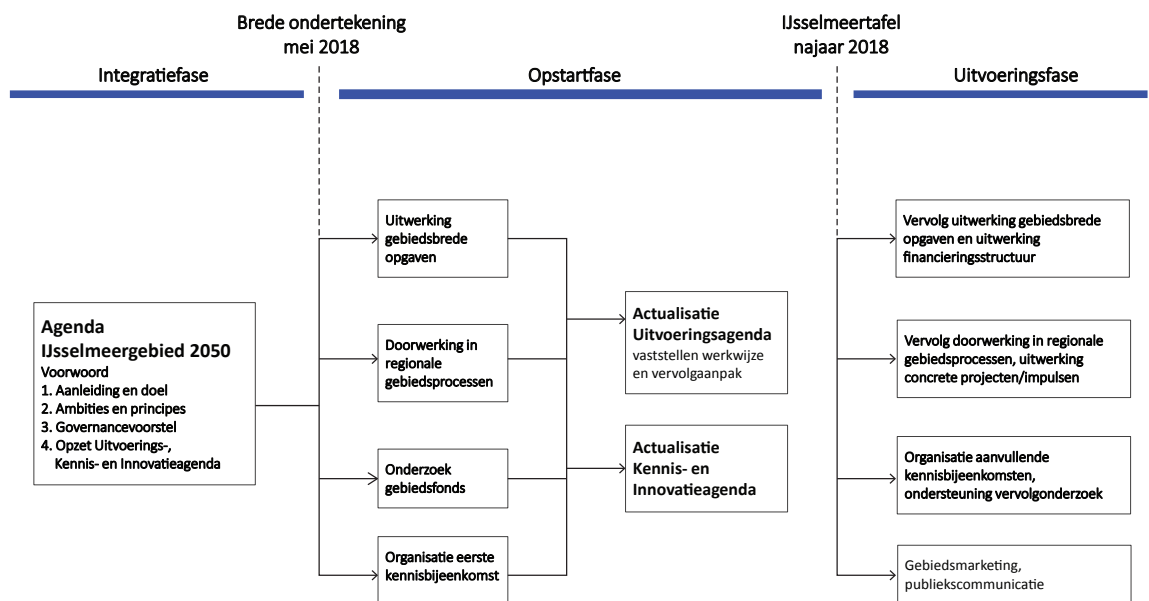 Brede ondertekening
mei 2018
IJsselmeertafel
najaar 2018
Integratiefase
Opstartfase
Uitvoeringsfase
Agenda
IJsselmeergebied 2050
Voorwoord
1. Aanleiding en doel
2. Ambities en principes
3. Governancevoorstel
4. Opzet Uitvoerings-,
Kennis- en Innovatieagenda
Uitwerking
gebiedsbrede
opgaven
Doorwerking in
regionale
gebiedsprocessen
Onderzoek
gebiedsfonds
Organisatie eerste
kennisbijeenkomst
Actualisatie
Uitvoeringsagenda
vaststellen werkwijze
en vervolgaanpak
Actualisatie
Kennis- en
Innovatieagenda
Vervolg uitwerking gebiedsbrede
opgaven en uitwerking
financieringsstructuur
Vervolg doorwerking in regionale
gebiedsprocessen, uitwerking
concrete projecten/impulsen
Organisatie aanvullende
kennisbijeenkomsten,
ondersteuning vervolgonderzoek
Gebiedsmarketing,
publiekscommunicatie